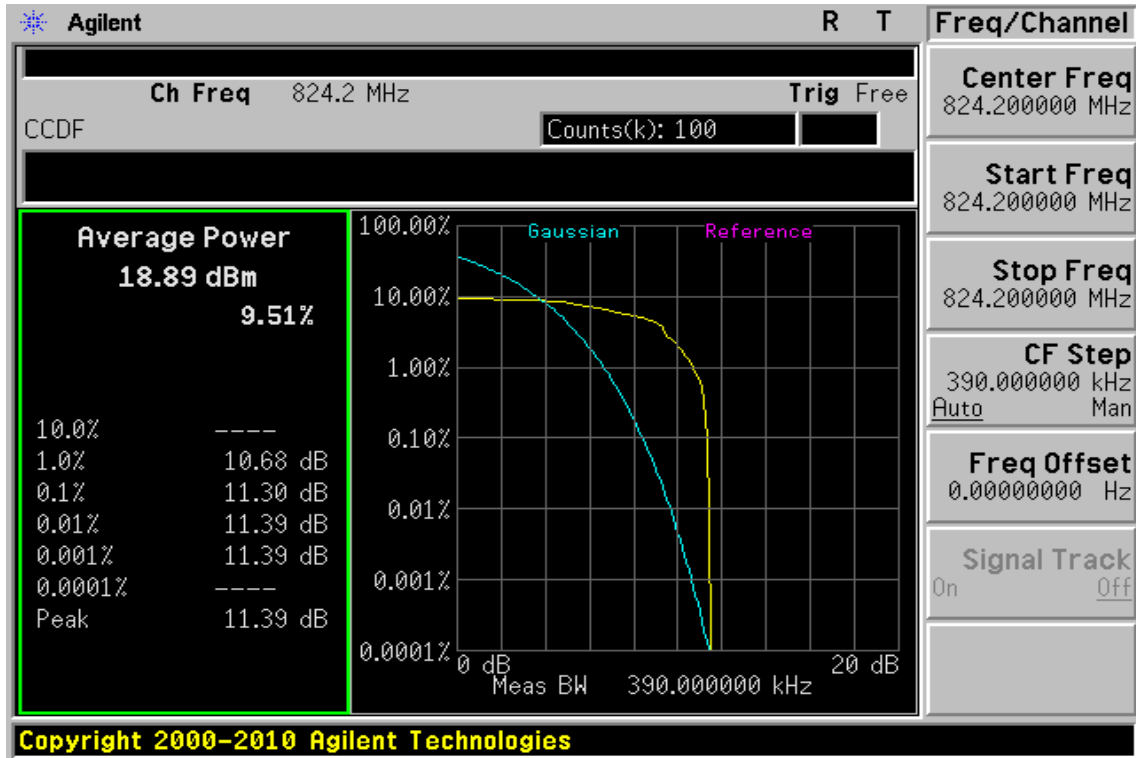 Agilent
R T
Freq/Channel
Ch Freq 824.2 MHz
Trig Free
CCDF
Counts(k): 100
Average Power
18.89 dBm
9.51%
10.0% ----
1.0% 10.68 dB
0.1% 11.30 dB
0.01% 11.39 dB
0.001% 11.39 dB
0.0001% ----
Peak 11.39 dB
Gaussian
Reference
100.00%
10.00%
1.00%
0.10%
0.01%
0.001%
0.0001%
0 dB
20 dB
Meas BW 390.000000 kHz
Center Freq
824.200000 MHz
Start Freq
824.200000 MHz
Stop Freq
824.200000 MHz
CF Step
390.000000 kHz
Auto Man
Freq Offset
0.00000000 Hz
Signal Track
On Off
Copyright 2000-2010 Agilent Technologies